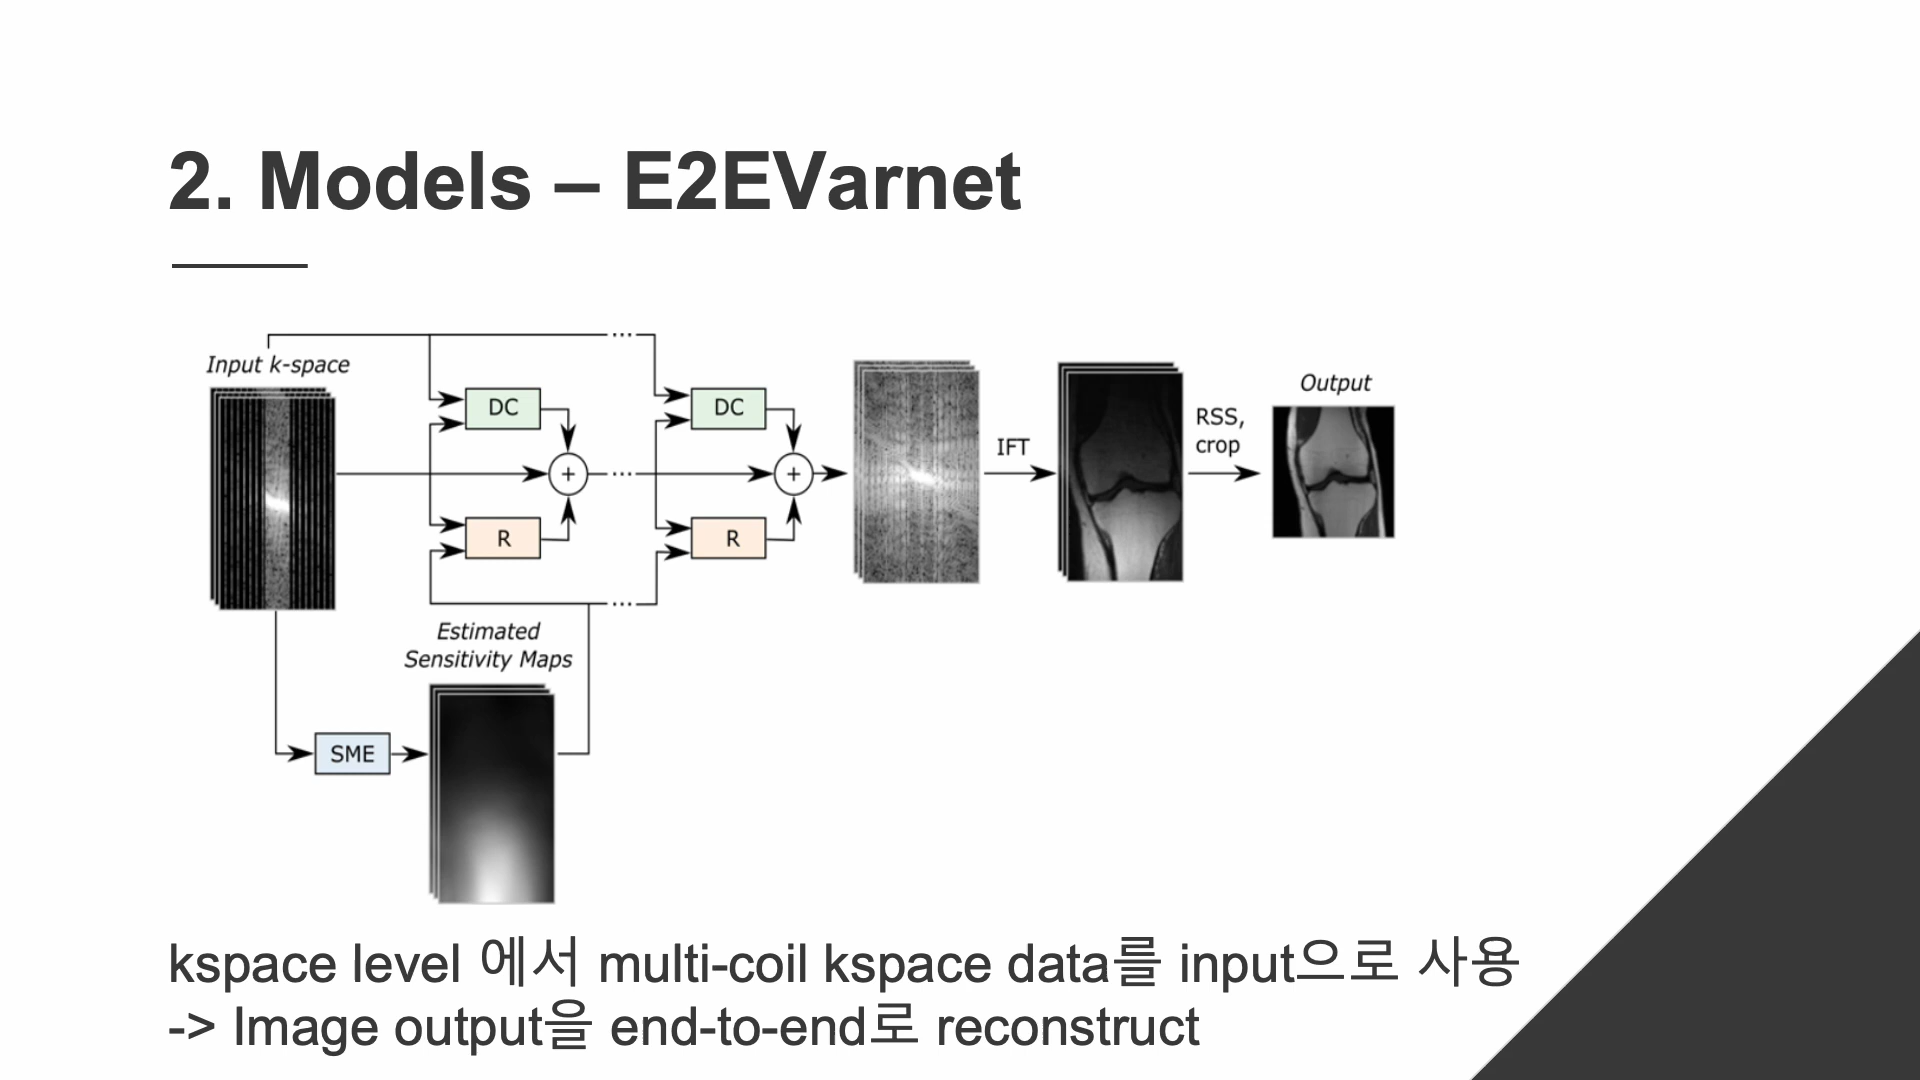 2. Models – E2EVarnet
Input k-space
DC
DC
R
R
IFT
RSS,
crop
Output
Estimated
Sensitivity Maps
SME
kspace level 에서 multi-coil kspace data를 input으로 사용
-> Image output을 end-to-end로 reconstruct